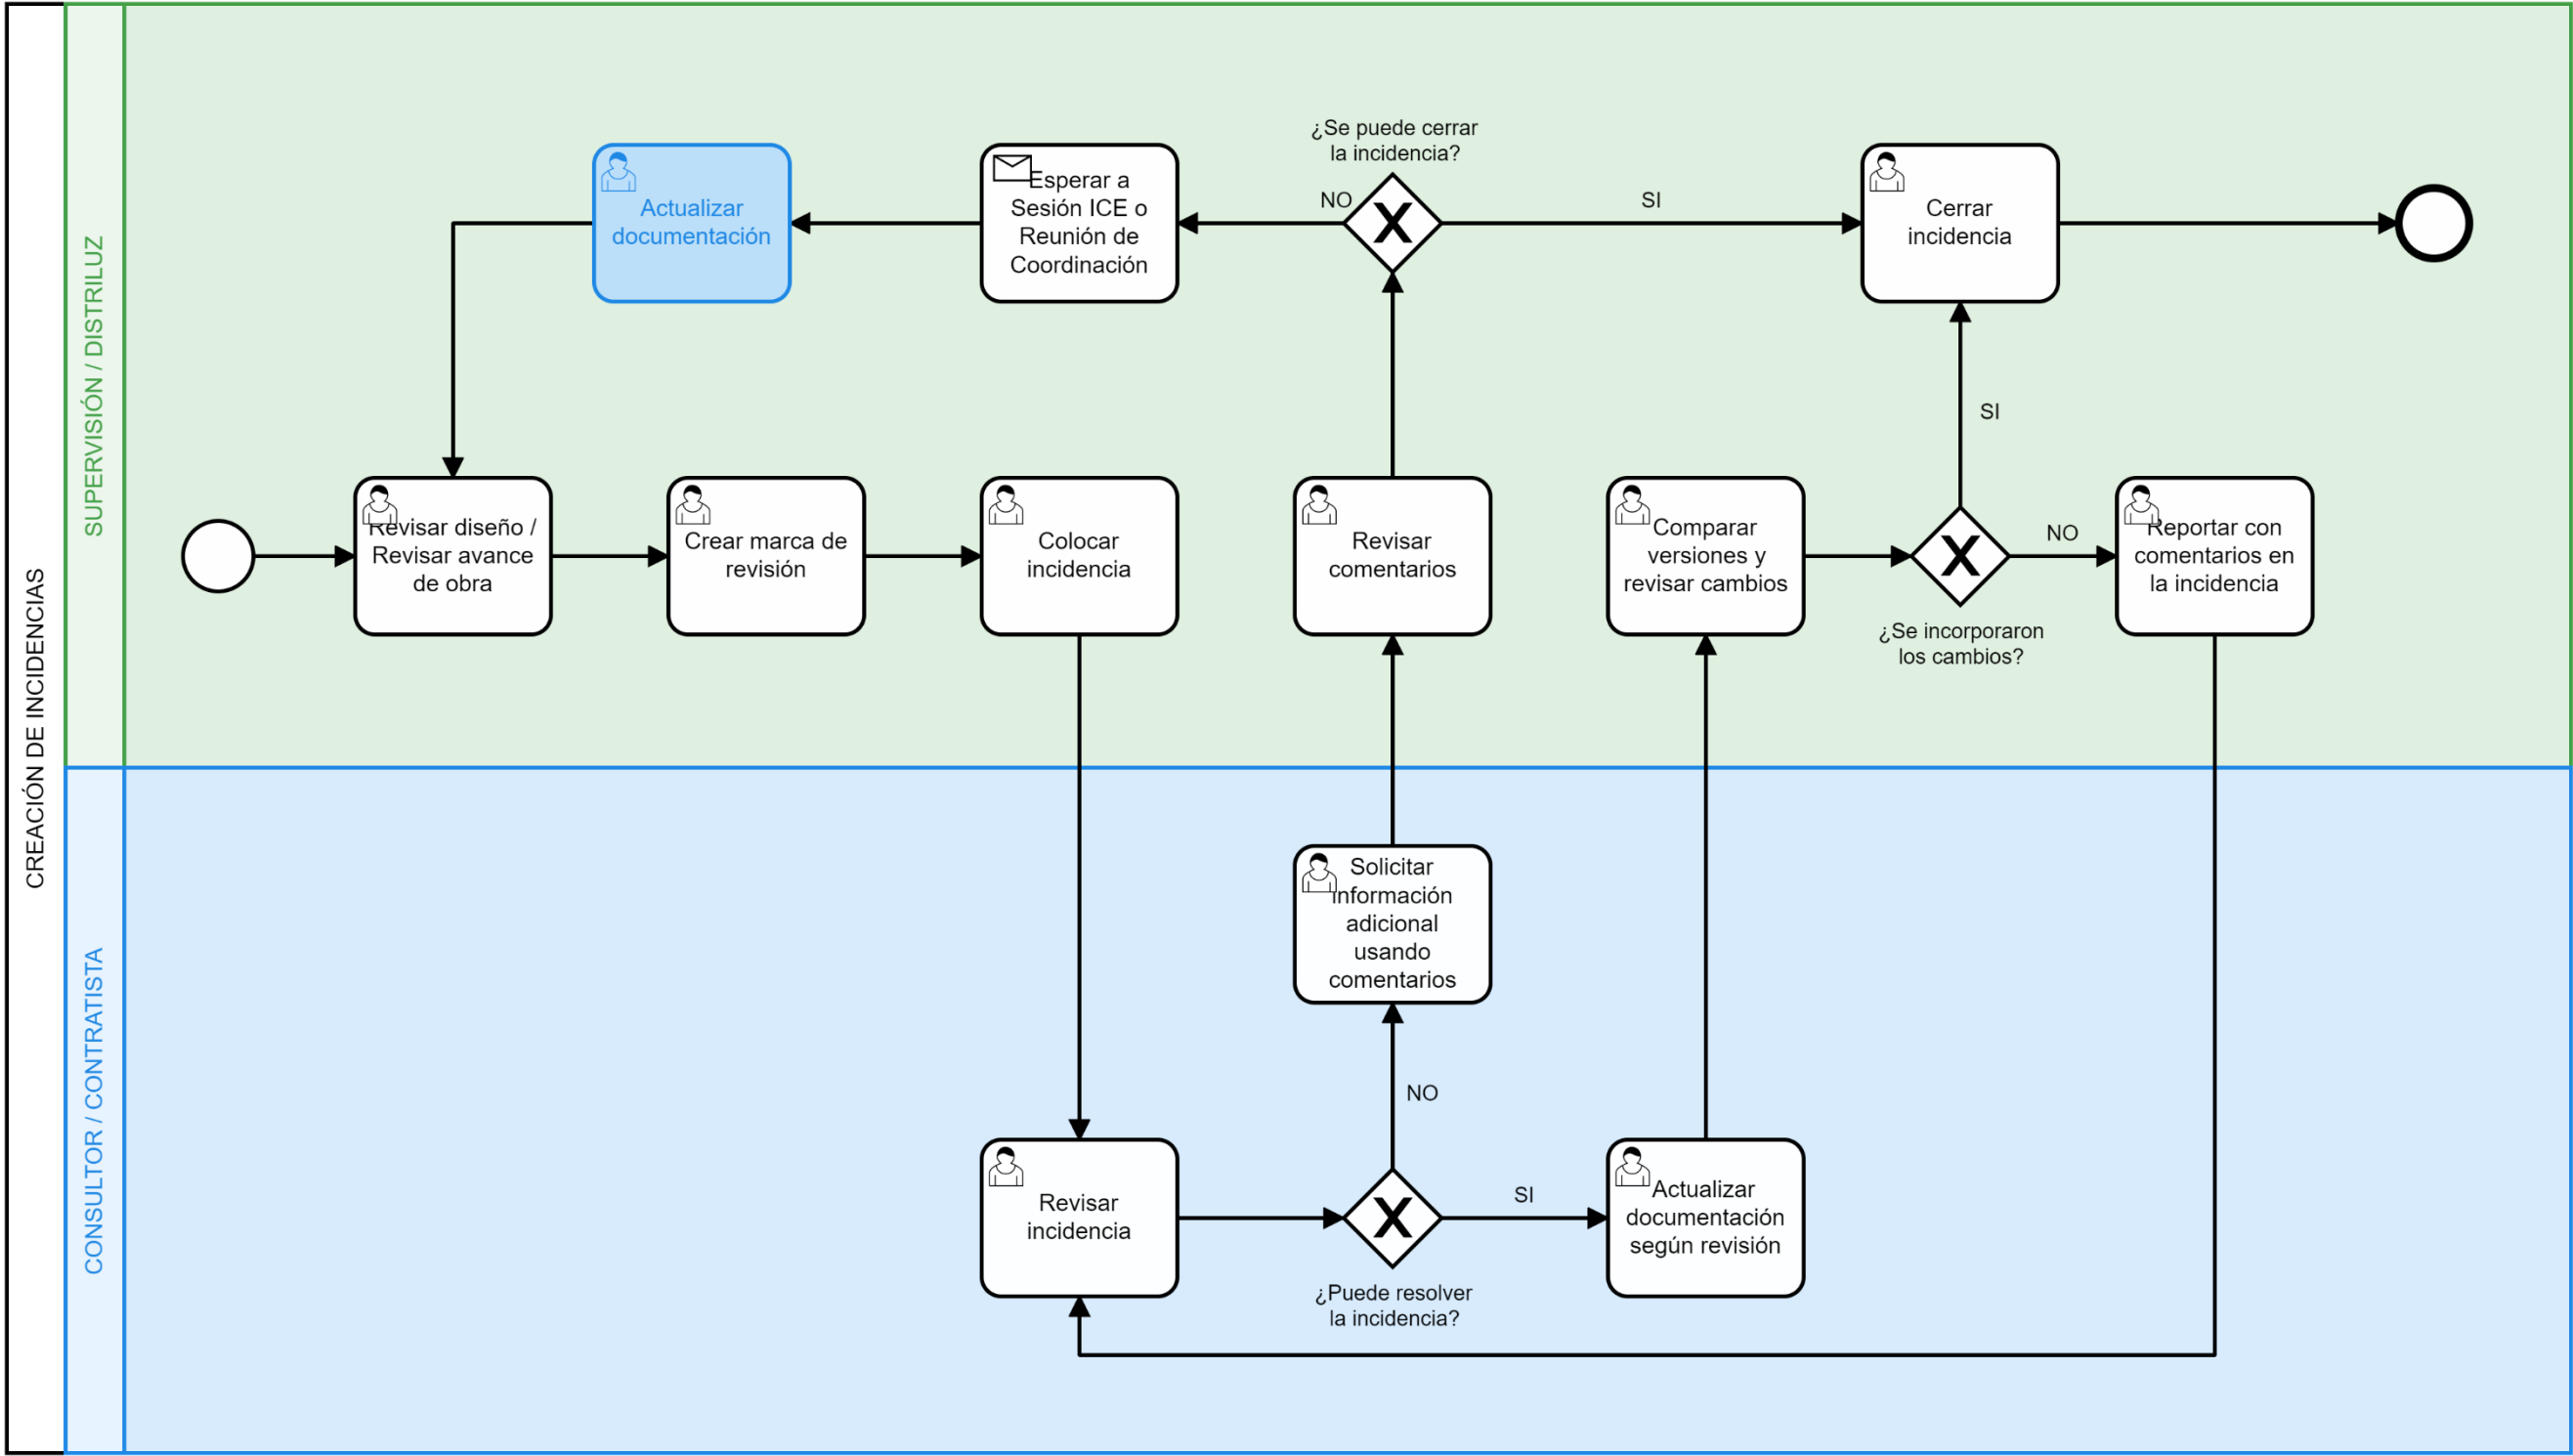 CREACIÓN DE INCIDENCIAS
SUPERVISIÓN / DISTRILUZ
¿Se puede cerrar
la incidencia?
Actualizar
documentación
Esperar a
Sesión ICE o
Reunión de
Coordinación
NO
SI
Cerrar
incidencia
SI
Revisar diseño /
Revisar avance
de obra
Crear marca de
revisión
Colocar
incidencia
Revisar
comentarios
Comparar
versiones y
revisar cambios
NO
¿Se incorporaron
los cambios?
Reportar con
comentarios en
la incidencia
CONSULTOR / CONTRATISTA
Solicitar
información
adicional
usando
comentarios
NO
Revisar
incidencia
SI
¿Puede resolver
la incidencia?
Actualizar
documentación
según revisión